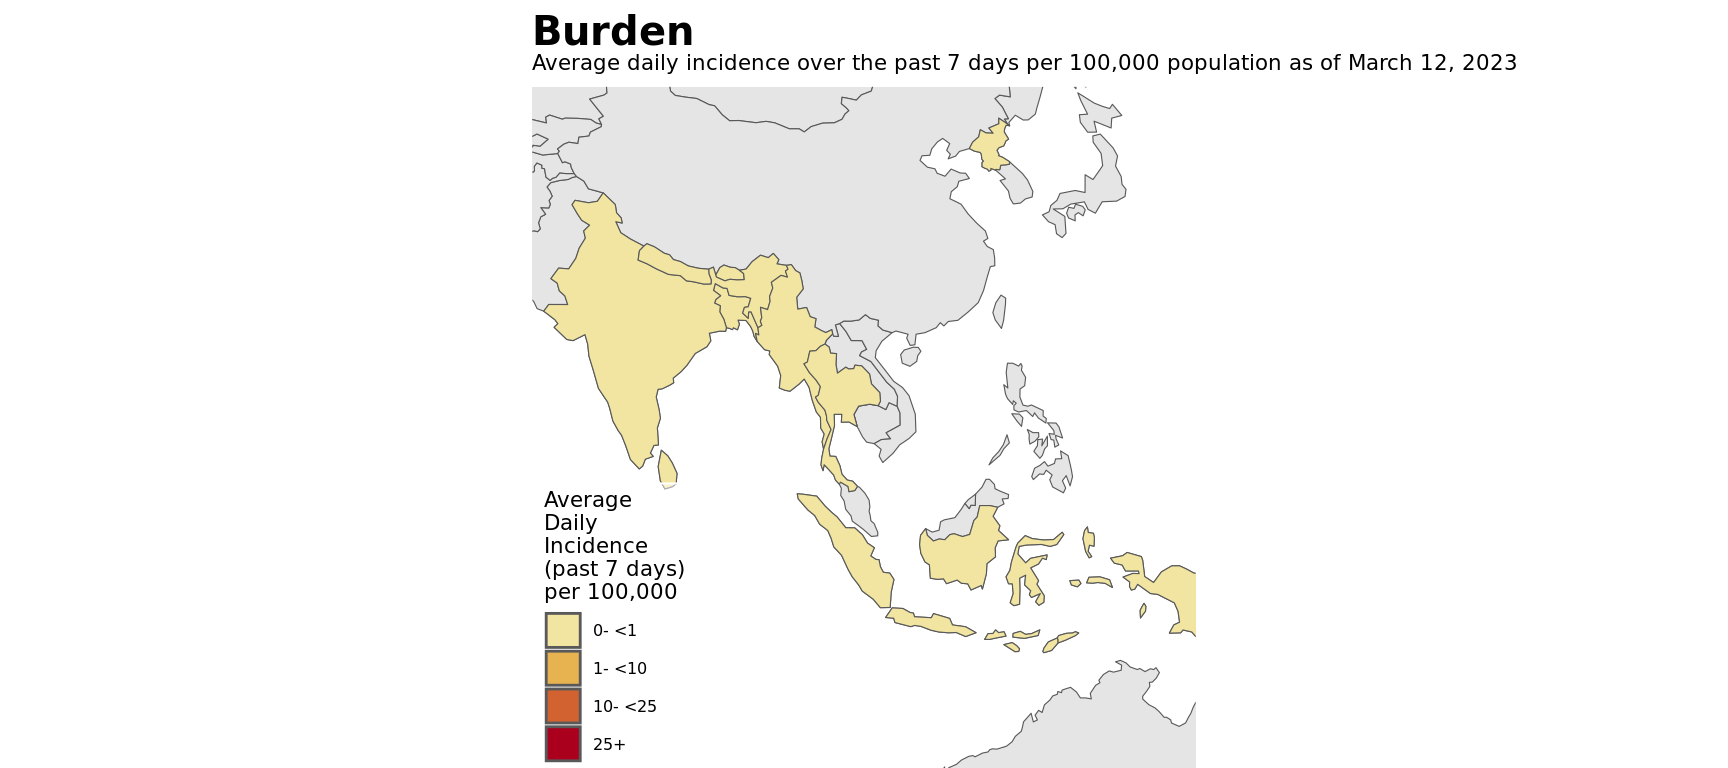 Burden
Average daily incidence over the past 7 days per 100,000 population as of March 12, 2023
Average
Daily
Incidence
(past 7 days)
per 100,000
0- <1
1- <10
10- <25
25+